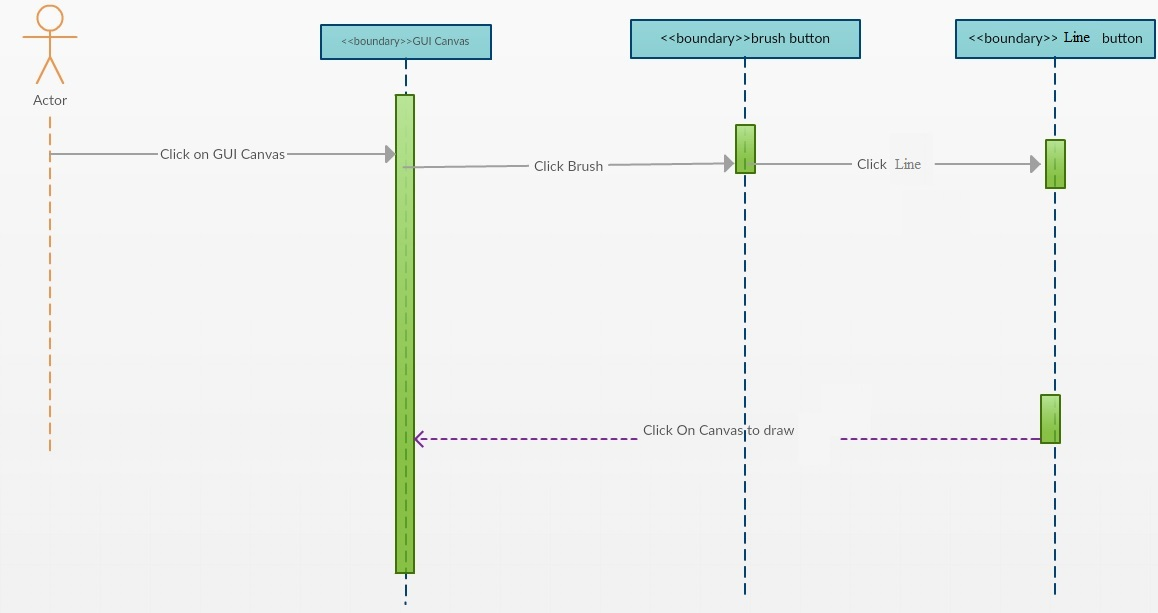 <<boundary>>GUI Canvas
<<boundary>>brush button
<<boundary>> Line button
Actor
Click on GUI Canvas
Click Brush
Click Line
Click On Canvas to draw